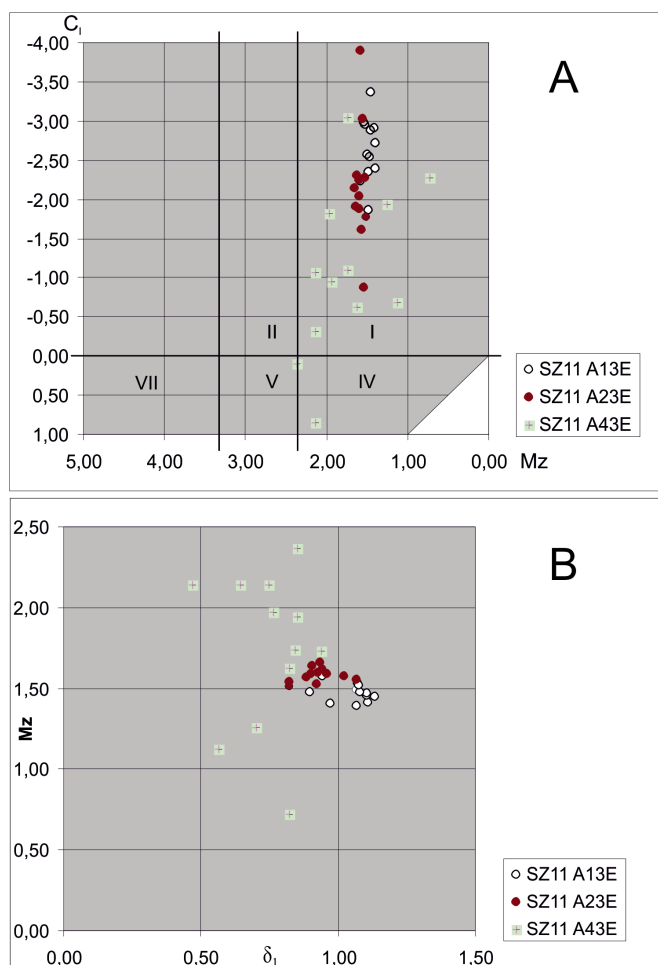 C₁
-4,00
A
-3,50
-3,00
-2,50
-2,00
-1,50
-1,00
-0,50
II I
0,00
VII V IV
0,50
1,00
5,00 4,00 3,00 2,00 1,00 0,00 Mz
SZ11 A13E
SZ11 A23E
SZ11 A43E
2,50
B
2,00
1,50
Mz
1,00
0,50
0,00
0,00 0,50 δ₁ 1,00 1,50
SZ11 A13E
SZ11 A23E
SZ11 A43E